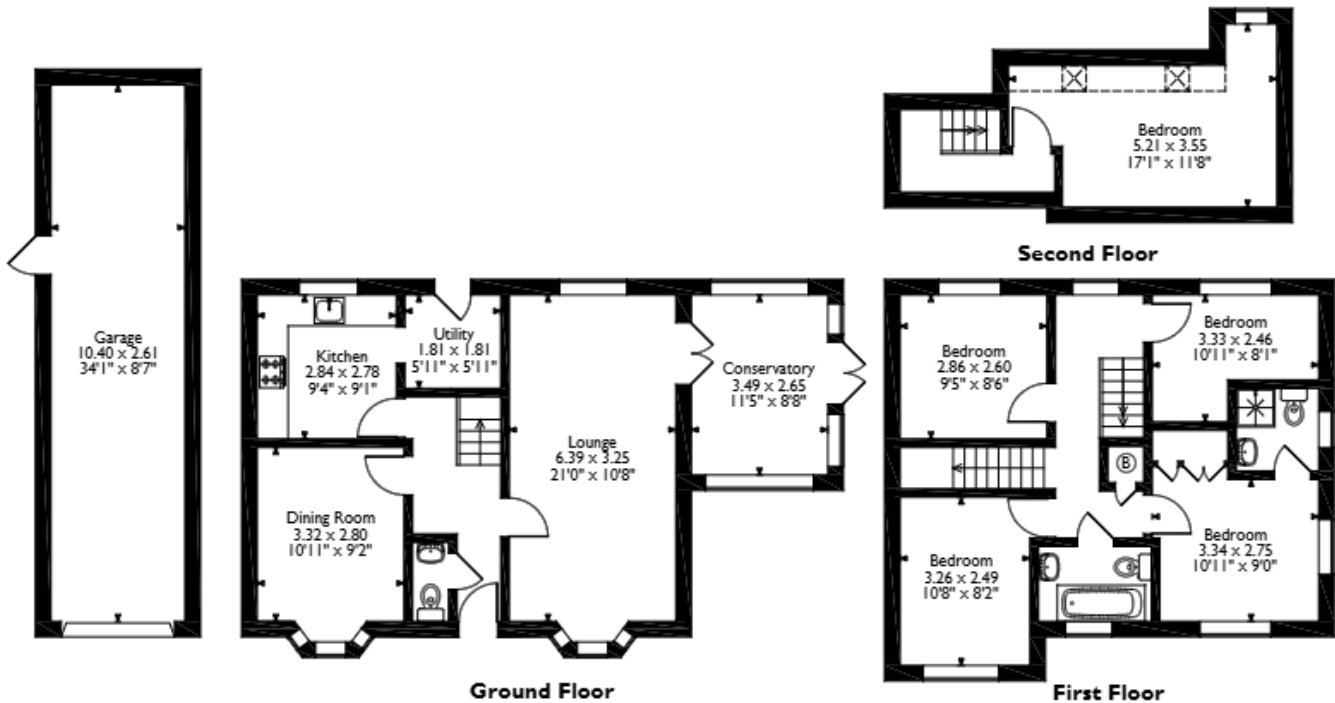 Garage
10.40 x 2.61
34'1" x 8'7"
Kitchen
2.84 x 2.78
9'4" x 9'1"
Utility
1.81 x 1.81
5'11" x 5'11"
Dining Room
3.32 x 2.80
10'11" x 9'2"
Lounge
6.39 x 3.25
21'0" x 10'8"
Conservatory
3.49 x 2.65
11'5" x 8'8"
Ground Floor
Bedroom
5.21 x 3.55
17'1" x 11'8"
Second Floor
Bedroom
2.86 x 2.60
9'5" x 8'6"
Bedroom
3.33 x 2.46
10'11" x 8'1"
B
Bedroom
3.26 x 2.49
10'8" x 8'2"
Bedroom
3.34 x 2.75
10'11" x 9'0"
First Floor